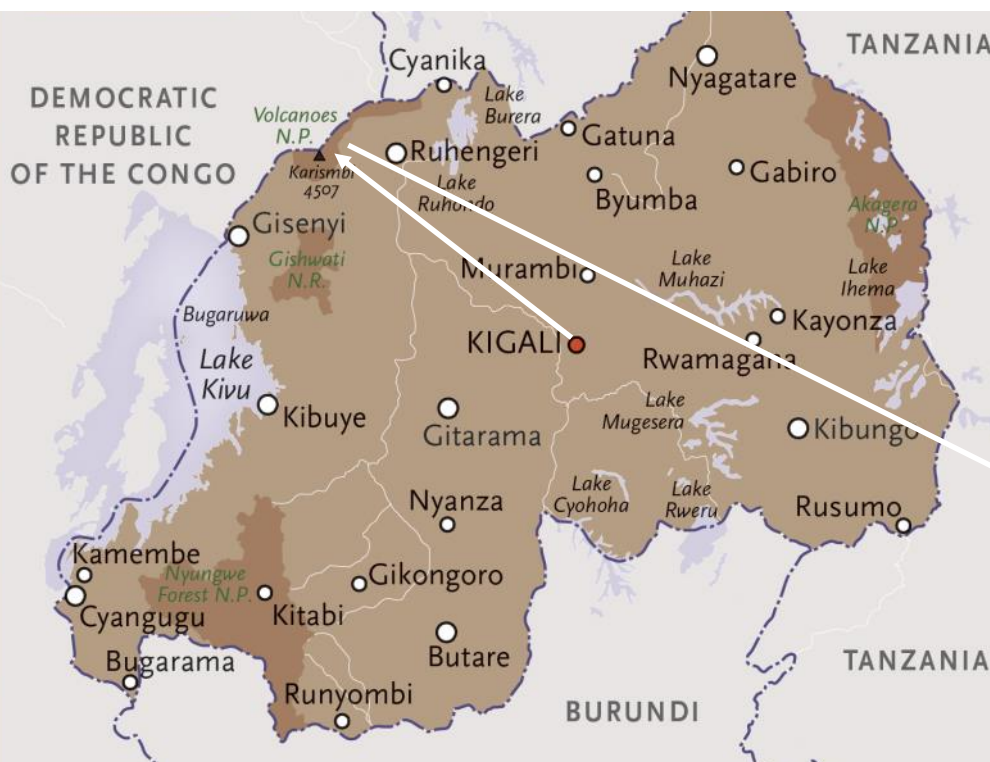 TANZANIA
Cyanika
Nyagatare
DEMOCRATIC
REPUBLIC
OF THE CONGO
Lake
Burera
Volcanoes
N.P.
Gatuna
Ruhengeri
Karismbi
4507
Lake
Ruhondo
Gabiro
Byumba
Akagera
N.P.
Gisenyi
Gishwati
N.R.
Murambi
Lake
Muhazi
Lake
Ihema
Bugaruwa
Kayonza
KIGALI
Rwamagana
Lake
Kivu
Kibuye
Gitarama
Lake
Mugesera
Kibungo
Nyanza
Lake
Cyohoha
Lake
Rweru
Rusumo
Kamembe
Nyungwe
Forest N.P.
Gikongoro
Cyangugu
Kitabi
Butare
Bugarama
TANZANIA
Runyombi
BURUNDI